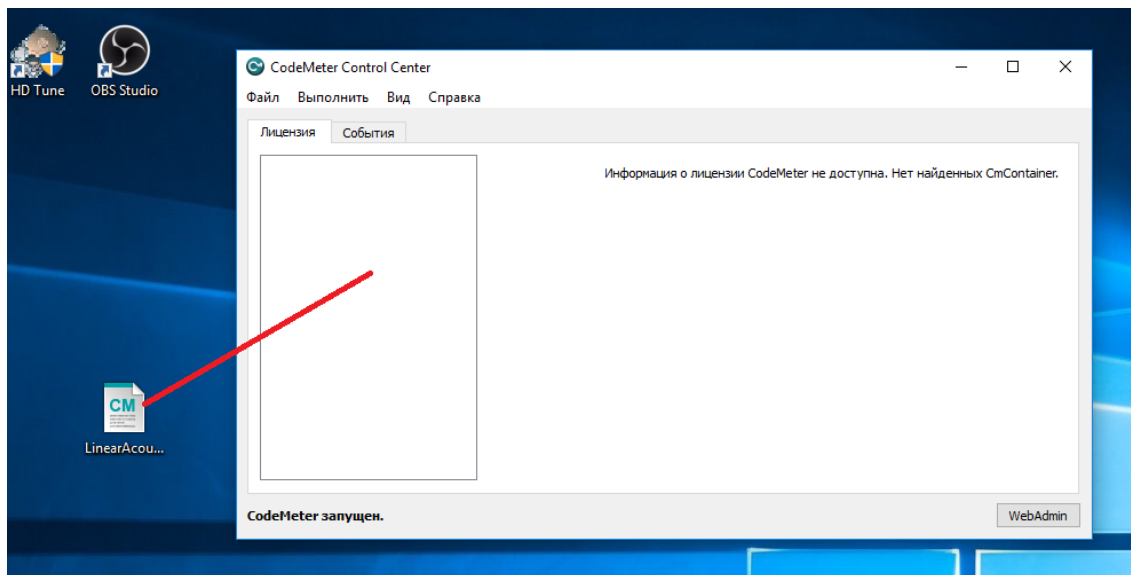 HD Tune
OBS Studio
CodeMeter Control Center
Файл Выполнить Вид Справка
Лицензия События
Информация о лицензии CodeMeter не доступна. Нет найденных CmContainer.
CM
LinearAcou...
CodeMeter запущен.
WebAdmin